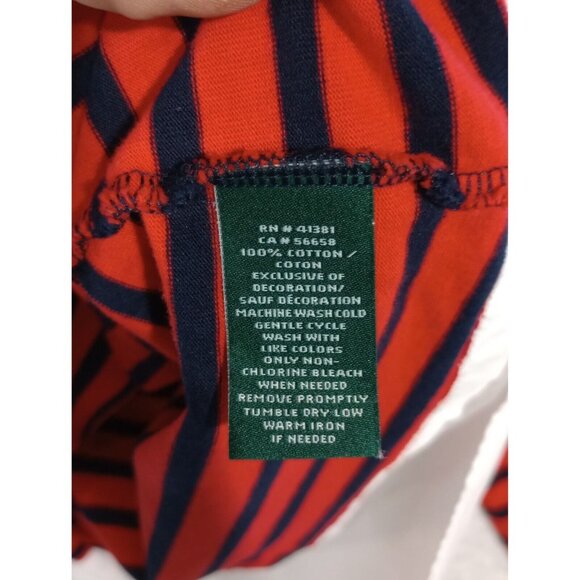 RN # 41381
CA # 56658
100% COTTON /
COTON
EXCLUSIVE OF
DECORATION/
SAUF DÉCORATION
MACHINE WASH COLD
GENTLE CYCLE
WASH WITH
LIKE COLORS
ONLY NON-
CHLORINE BLEACH
WHEN NEEDED
REMOVE PROMPTLY
TUMBLE DRY LOW
WARM IRON
IF NEEDED